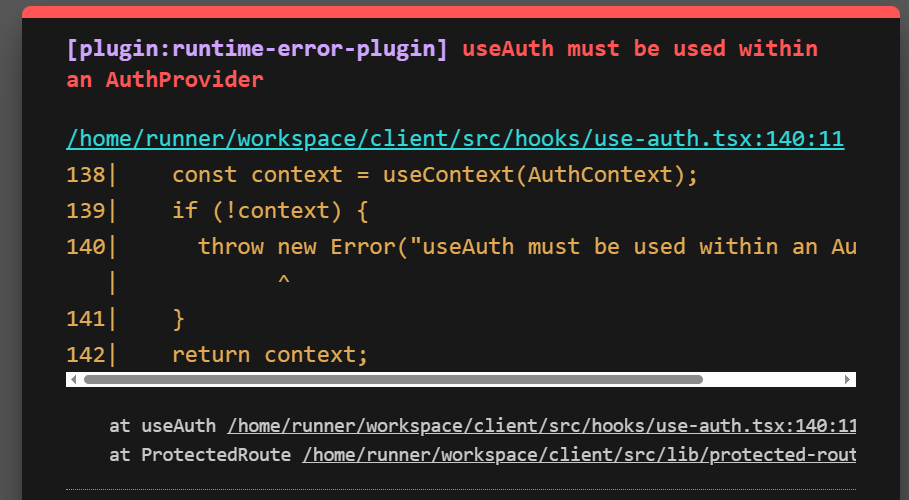 [plugin:runtime-error-plugin] useAuth must be used within
an AuthProvider
/home/runner/workspace/client/src/hooks/use-auth.tsx:140:11
138|    const context = useContext(AuthContext);
139|    if (!context) {
140|      throw new Error("useAuth must be used within an Au
   |            ^
141|    }
142|    return context;
at useAuth /home/runner/workspace/client/src/hooks/use-auth.tsx:140:11
at ProtectedRoute /home/runner/workspace/client/src/lib/protected-rout